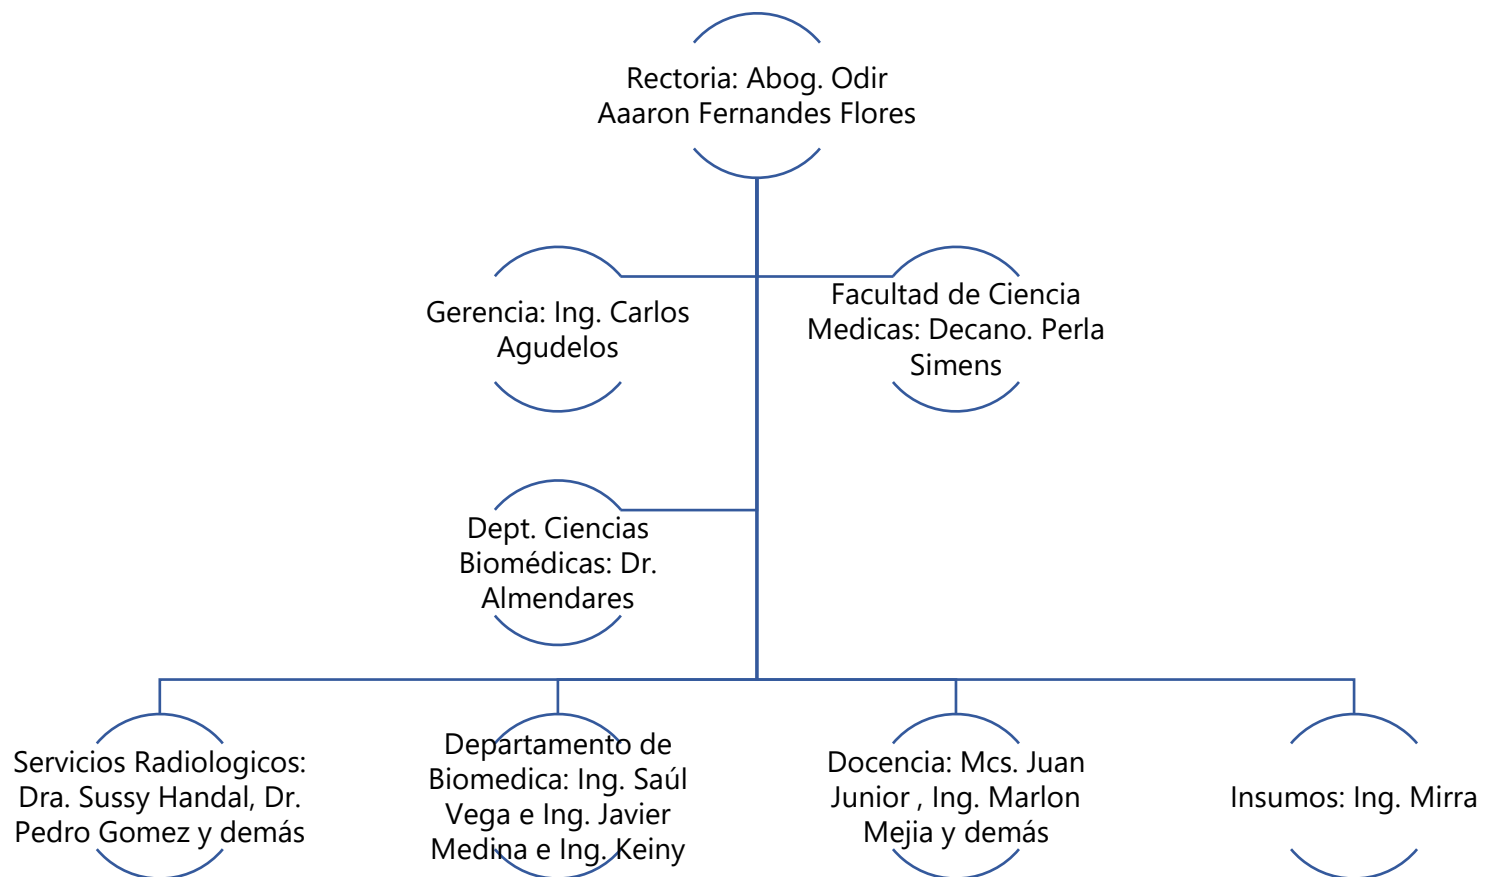 Rectoria: Abog. Odir
Aaaron Fernandes Flores
Gerencia: Ing. Carlos
Agudelos
Facultad de Ciencia
Medicas: Decano. Perla
Simens
Dept. Ciencias
Biomédicas: Dr.
Almendares
Servicios Radiologicos:
Dra. Sussy Handal, Dr.
Pedro Gomez y demás
Departamento de
Biomedica: Ing. Saúl
Vega e Ing. Javier
Medina e Ing. Keiny
Docencia: Mcs. Juan
Junior , Ing. Marlon
Mejia y demás
Insumos: Ing. Mirra